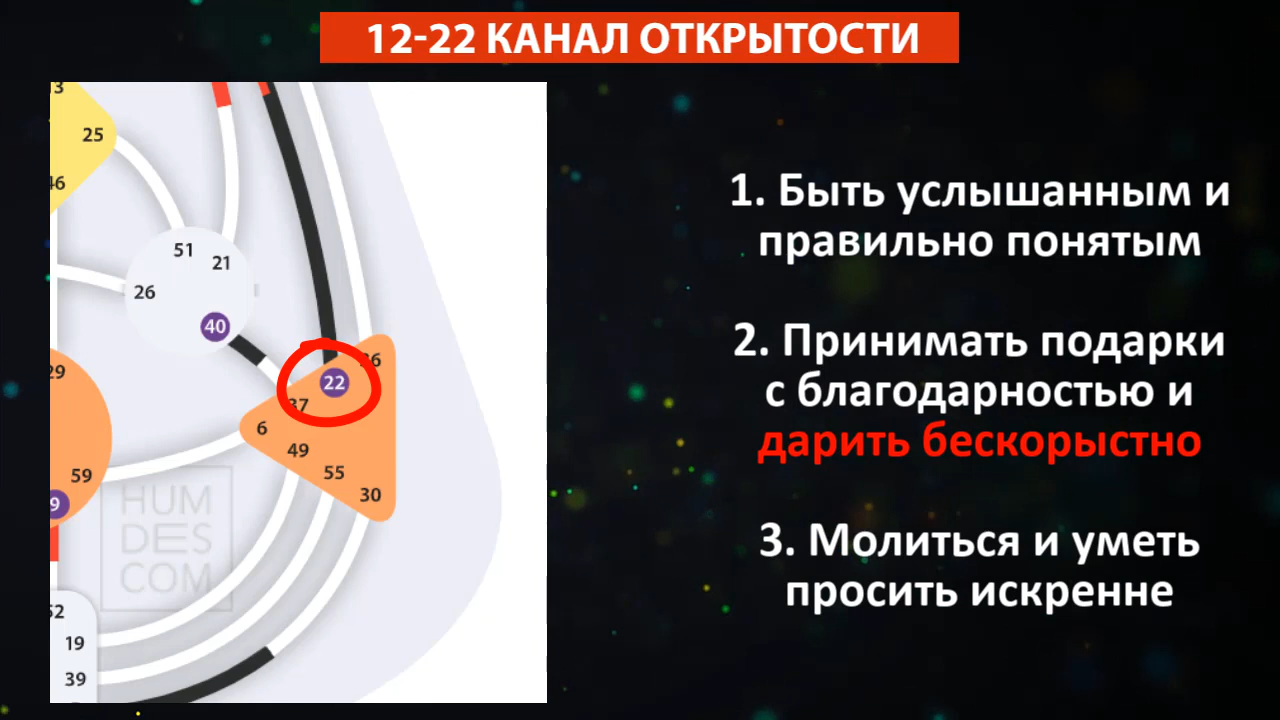 12-22 КАНАЛ ОТКРЫТОСТИ
25
46
51
21
26
40
36
22
37
29
6
49
59
55
30
9
HUM
DES
COM
52
19
39
1. Быть услышанным и
правильно понятым
2. Принимать подарки
с благодарностью и
дарить бескорыстно
3. Молиться и уметь
просить искренне